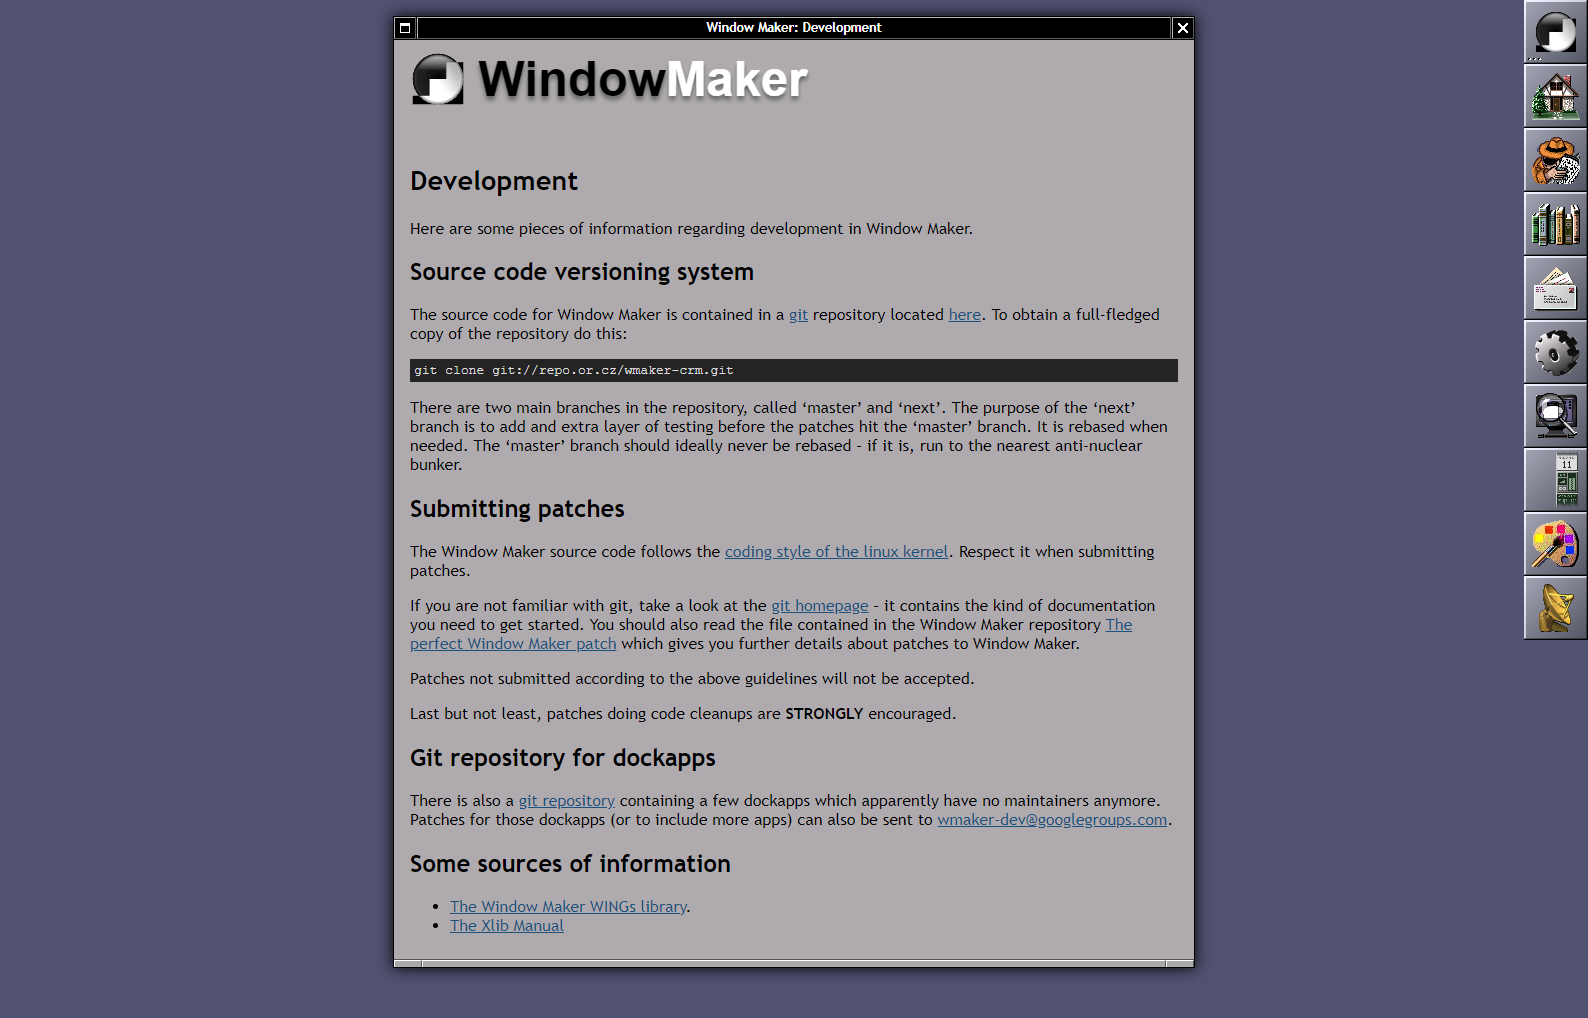 Window Maker: Development
WindowMaker
Development
Here are some pieces of information regarding development in Window Maker.
Source code versioning system
The source code for Window Maker is contained in a git repository located here. To obtain a full-fledged
copy of the repository do this:
git clone git://repo.or.cz/wmaker-crm.git
There are two main branches in the repository, called ‘master’ and ‘next’. The purpose of the ‘next’
branch is to add and extra layer of testing before the patches hit the ‘master’ branch. It is rebased when
needed. The ‘master’ branch should ideally never be rebased – if it is, run to the nearest anti-nuclear
bunker.
Submitting patches
The Window Maker source code follows the coding style of the linux kernel. Respect it when submitting
patches.
If you are not familiar with git, take a look at the git homepage – it contains the kind of documentation
you need to get started. You should also read the file contained in the Window Maker repository The
perfect Window Maker patch which gives you further details about patches to Window Maker.
Patches not submitted according to the above guidelines will not be accepted.
Last but not least, patches doing code cleanups are STRONGLY encouraged.
Git repository for dockapps
There is also a git repository containing a few dockapps which apparently have no maintainers anymore.
Patches for those dockapps (or to include more apps) can also be sent to wmaker-dev@googlegroups.com.
Some sources of information
• The Window Maker WINGs library.
• The Xlib Manual
11